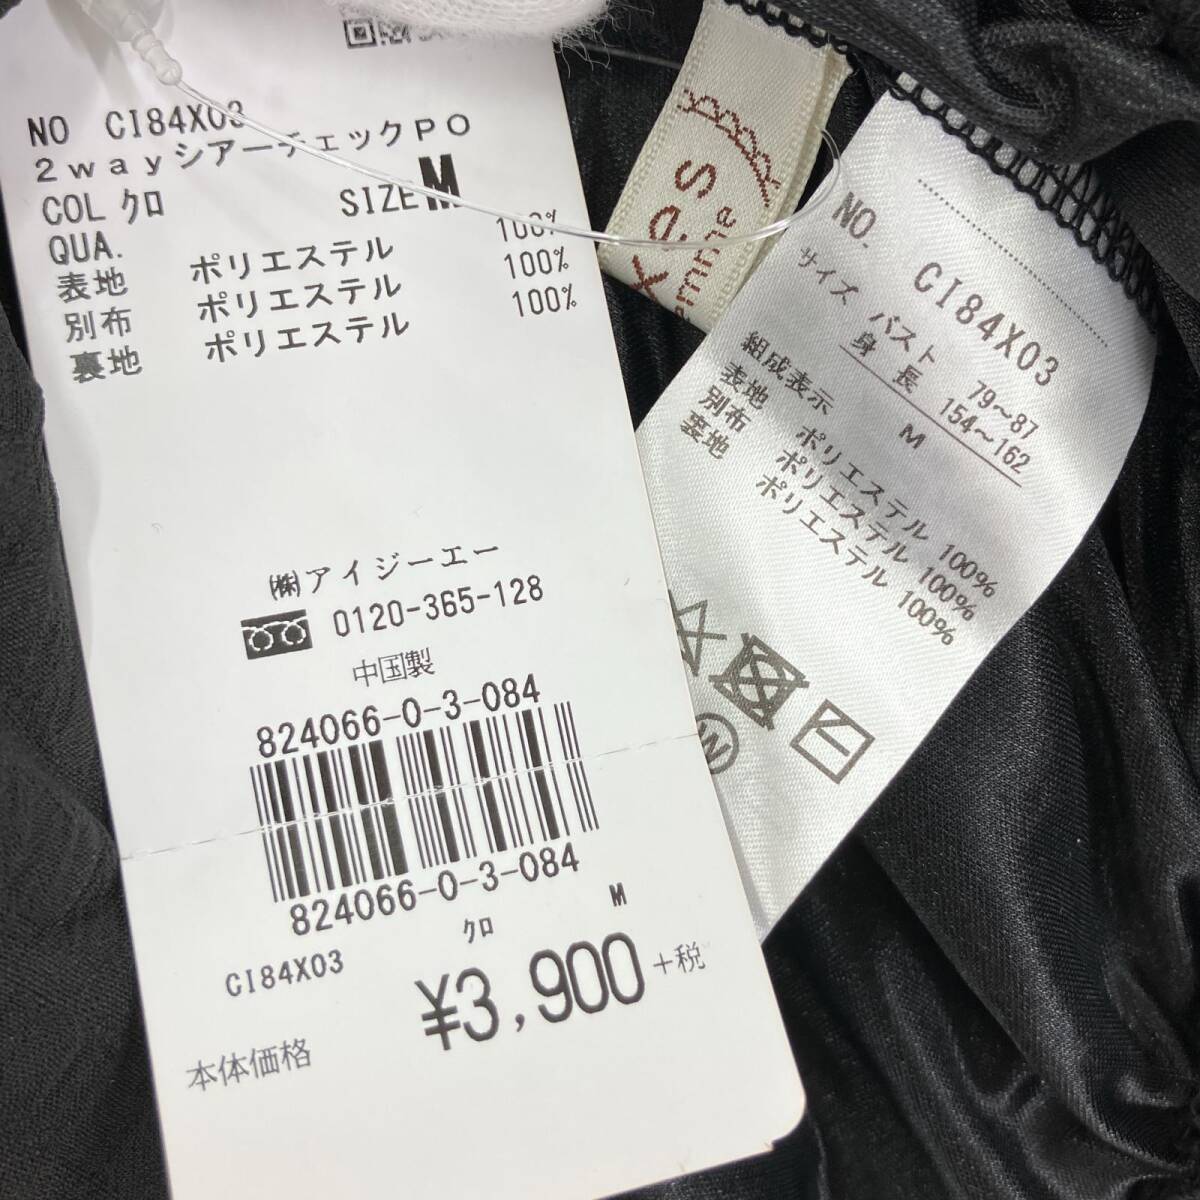 NO CI84X03
2wayシアーチェックPO
COL クロ SIZE M
QUA.
表地 ポリエステル 100%
別布 ポリエステル 100%
裏地 ポリエステル 100%
㈱アイジーエー
0120-365-128
中国製
824066-0-3-084
824066-0-3-084
クロ M
CI84X03
¥3,900 +税
本体価格
NO. CI84X03
サイズ バスト 79～87
身長 154～162
M
組成表示
表地 ポリエステル 100%
別布 ポリエステル 100%
裏地 ポリエステル 100%
W